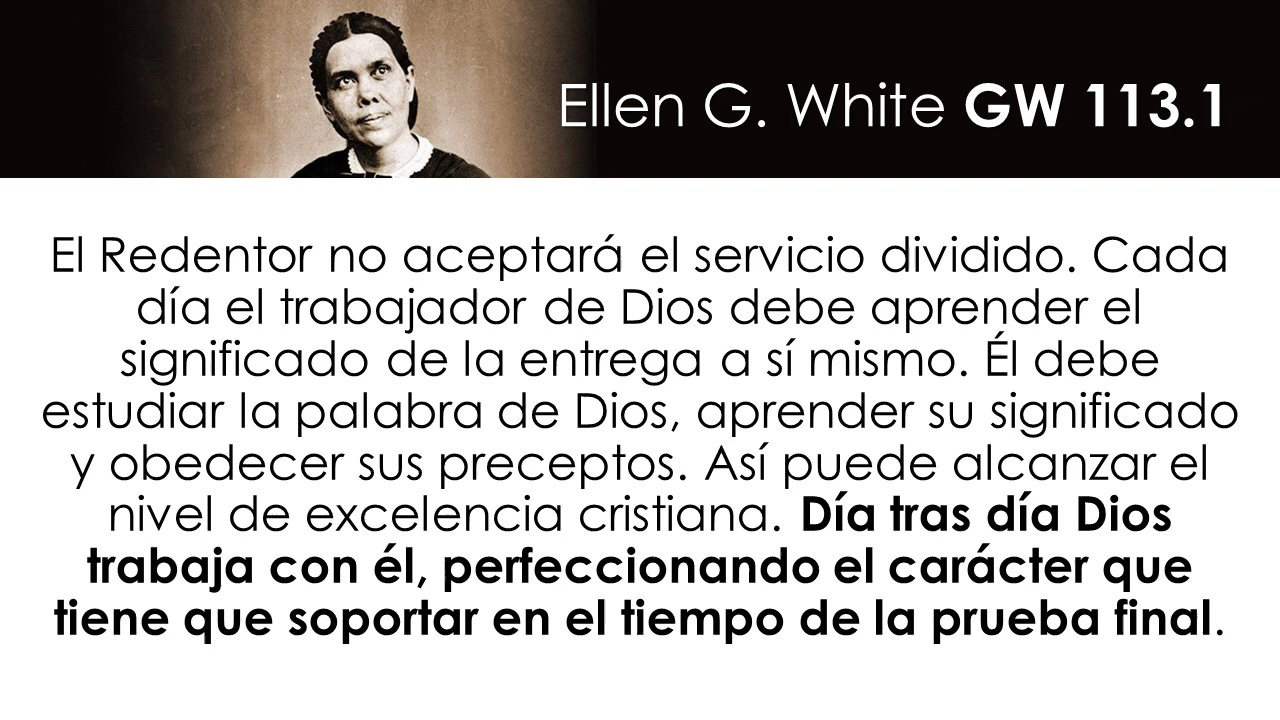 Ellen G. White GW 113.1
El Redentor no aceptará el servicio dividido. Cada
día el trabajador de Dios debe aprender el
significado de la entrega a sí mismo. Él debe
estudiar la palabra de Dios, aprender su significado
y obedecer sus preceptos. Así puede alcanzar el
nivel de excelencia cristiana. Día tras día Dios
trabaja con él, perfeccionando el carácter que
tiene que soportar en el tiempo de la prueba final.